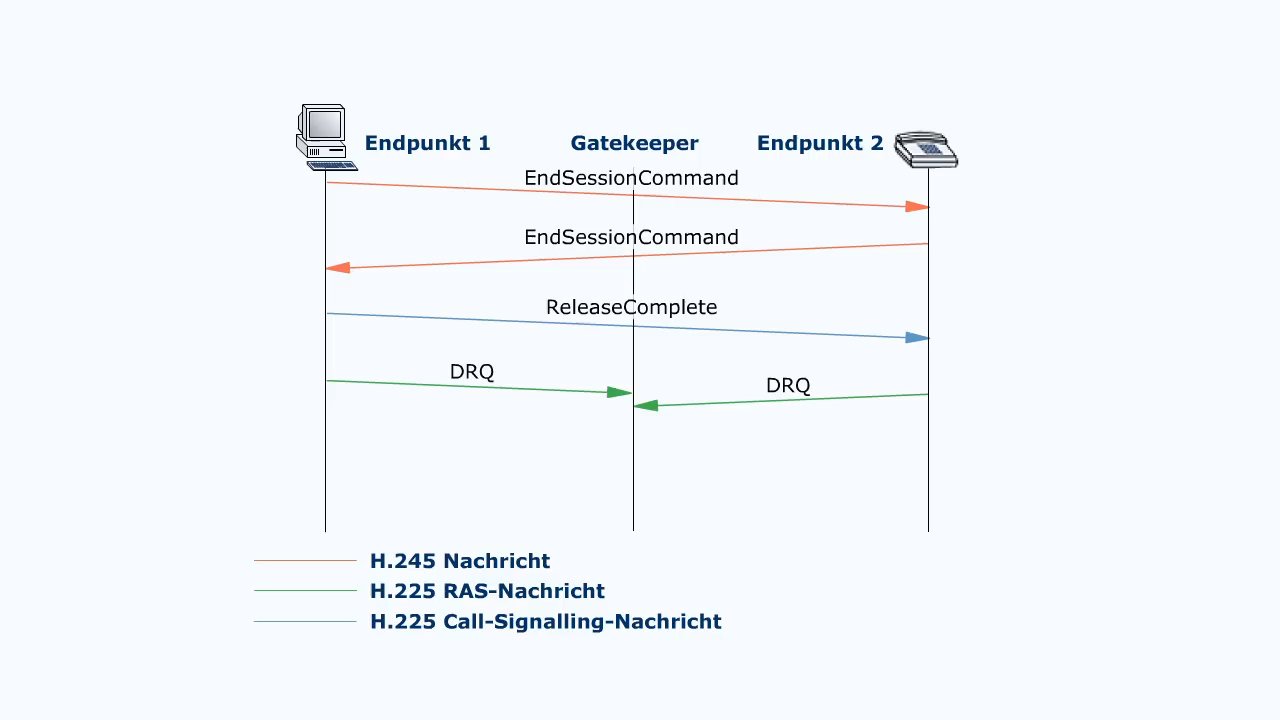 Endpunkt 1 Gatekeeper Endpunkt 2
EndSessionCommand
EndSessionCommand
ReleaseComplete
DRQ
DRQ
H.245 Nachricht
H.225 RAS-Nachricht
H.225 Call-Signalling-Nachricht